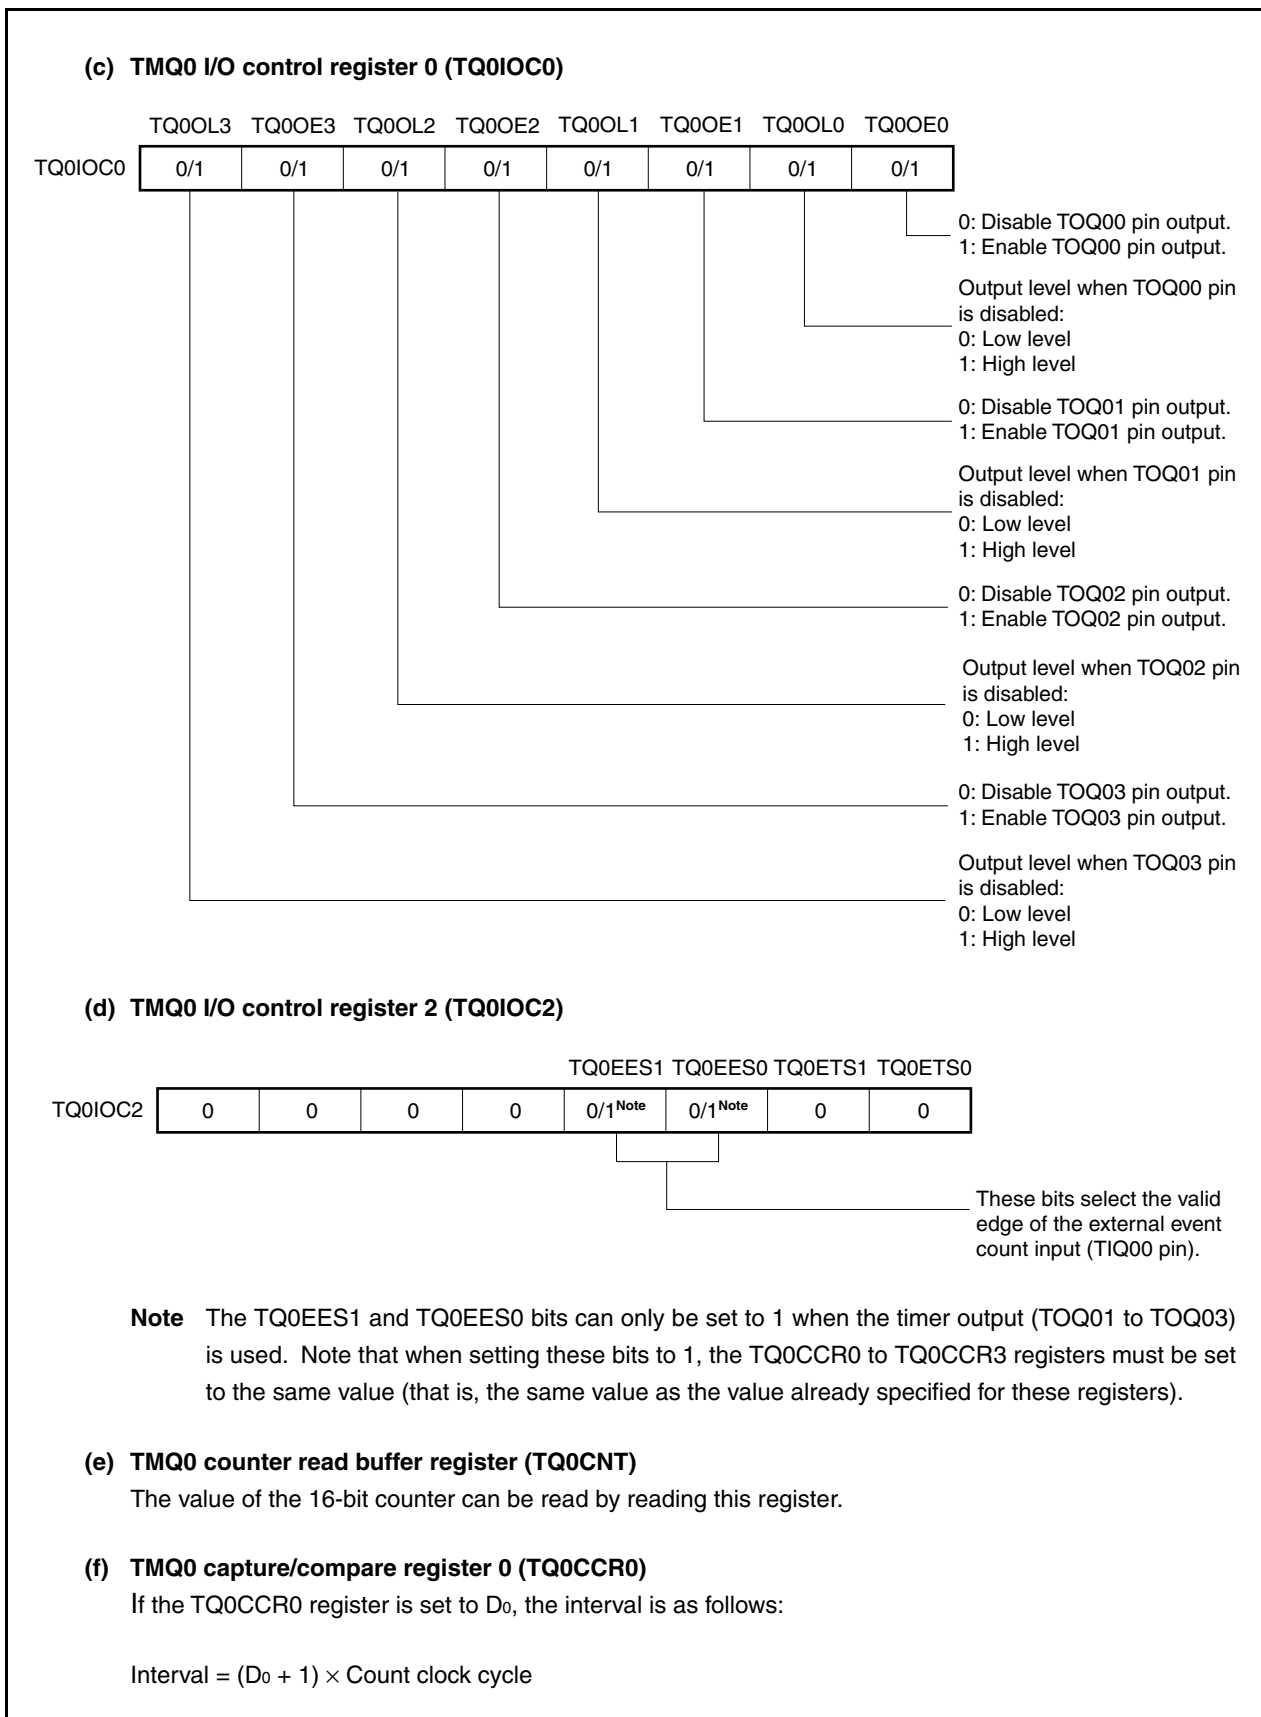 (c) TMQ0 I/O control register 0 (TQ0IOC0)
TQ0OL3 TQ0OE3 TQ0OL2 TQ0OE2 TQ0OL1 TQ0OE1 TQ0OL0 TQ0OE0
TQ0IOC0 0/1 0/1 0/1 0/1 0/1 0/1 0/1 0/1
0: Disable TOQ00 pin output.
1: Enable TOQ00 pin output.
Output level when TOQ00 pin
is disabled:
0: Low level
1: High level
0: Disable TOQ01 pin output.
1: Enable TOQ01 pin output.
Output level when TOQ01 pin
is disabled:
0: Low level
1: High level
0: Disable TOQ02 pin output.
1: Enable TOQ02 pin output.
Output level when TOQ02 pin
is disabled:
0: Low level
1: High level
0: Disable TOQ03 pin output.
1: Enable TOQ03 pin output.
Output level when TOQ03 pin
is disabled:
0: Low level
1: High level
(d) TMQ0 I/O control register 2 (TQ0IOC2)
TQ0EES1 TQ0EES0 TQ0ETS1 TQ0ETS0
TQ0IOC2 0 0 0 0 0/1Note 0/1Note 0 0
These bits select the valid
edge of the external event
count input (TIQ00 pin).
Note The TQ0EES1 and TQ0EES0 bits can only be set to 1 when the timer output (TOQ01 to TOQ03)
is used. Note that when setting these bits to 1, the TQ0CCR0 to TQ0CCR3 registers must be set
to the same value (that is, the same value as the value already specified for these registers).
(e) TMQ0 counter read buffer register (TQ0CNT)
The value of the 16-bit counter can be read by reading this register.
(f) TMQ0 capture/compare register 0 (TQ0CCR0)
If the TQ0CCR0 register is set to D0, the interval is as follows:
Interval = (D0 + 1) × Count clock cycle